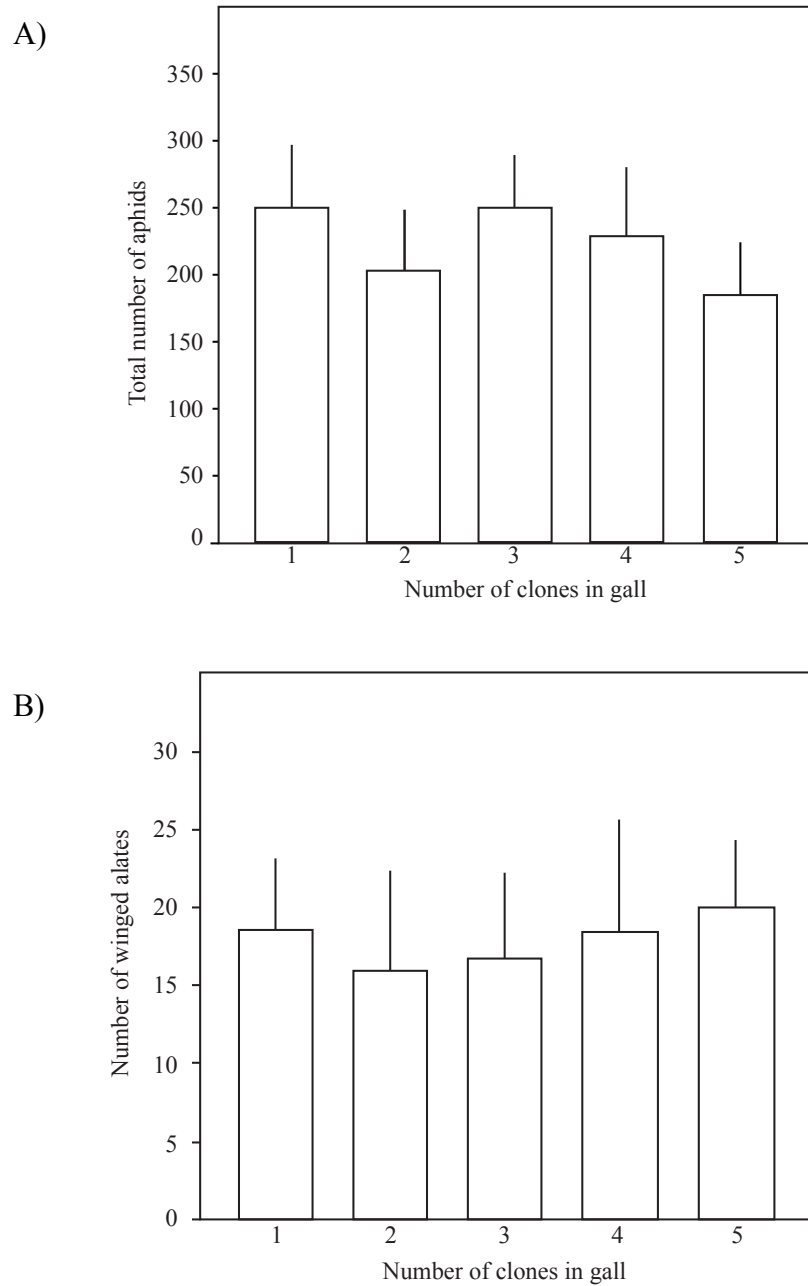 A)
Total number of aphids
350
300
250
200
150
100
50
0
1 2 3 4 5
Number of clones in gall
B)
Number of winged alates
30
25
20
15
10
5
0
1 2 3 4 5
Number of clones in gall